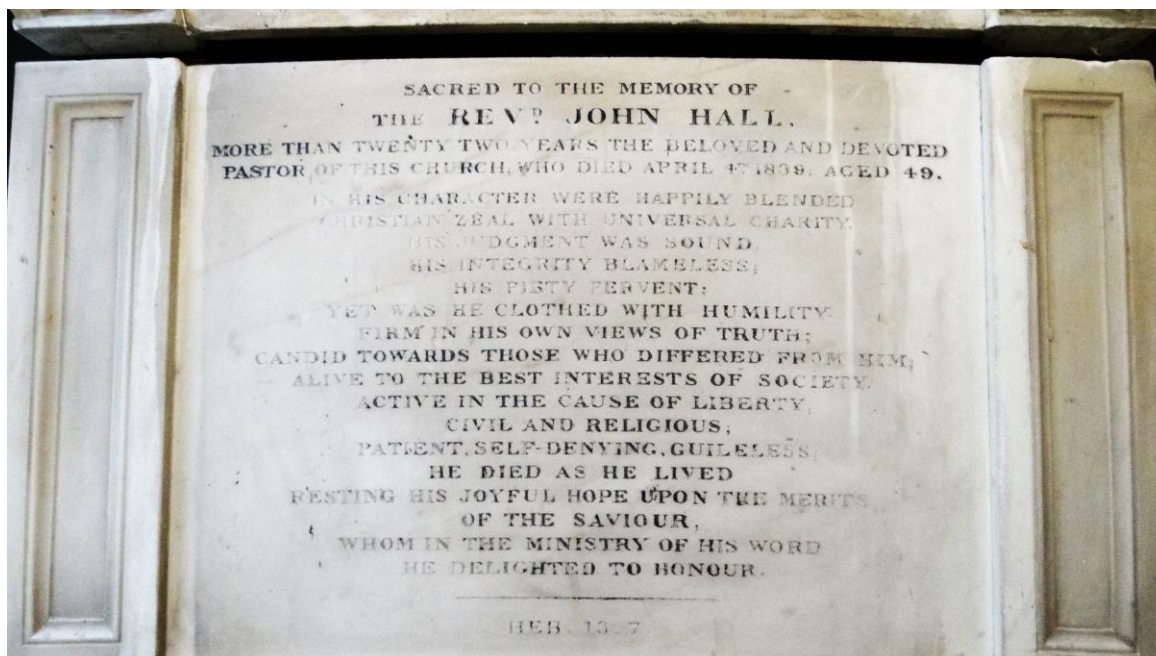 SACRED TO THE MEMORY OF
THE REVD JOHN HALL.
MORE THAN TWENTY TWO YEARS THE BELOVED AND DEVOTED
PASTOR, OF THIS CHURCH, WHO DIED APRIL 4TH 1839. AGED 49.
IN HIS CHARACTER WERE HAPPILY BLENDED
CHRISTIAN ZEAL WITH UNIVERSAL CHARITY.
HIS JUDGMENT WAS SOUND,
HIS INTEGRITY BLAMELESS;
HIS PIETY FERVENT;
YET WAS HE CLOTHED WITH HUMILITY.
FIRM IN HIS OWN VIEWS OF TRUTH;
CANDID TOWARDS THOSE WHO DIFFERED FROM HIM;
ALIVE TO THE BEST INTERESTS OF SOCIETY.
ACTIVE IN THE CAUSE OF LIBERTY,
CIVIL AND RELIGIOUS;
PATIENT, SELF-DENYING, GUILELESS;
HE DIED AS HE LIVED
RESTING HIS JOYFUL HOPE UPON THE MERITS
OF THE SAVIOUR,
WHOM IN THE MINISTRY OF HIS WORD
HE DELIGHTED TO HONOUR.
HEB. 13. 7.